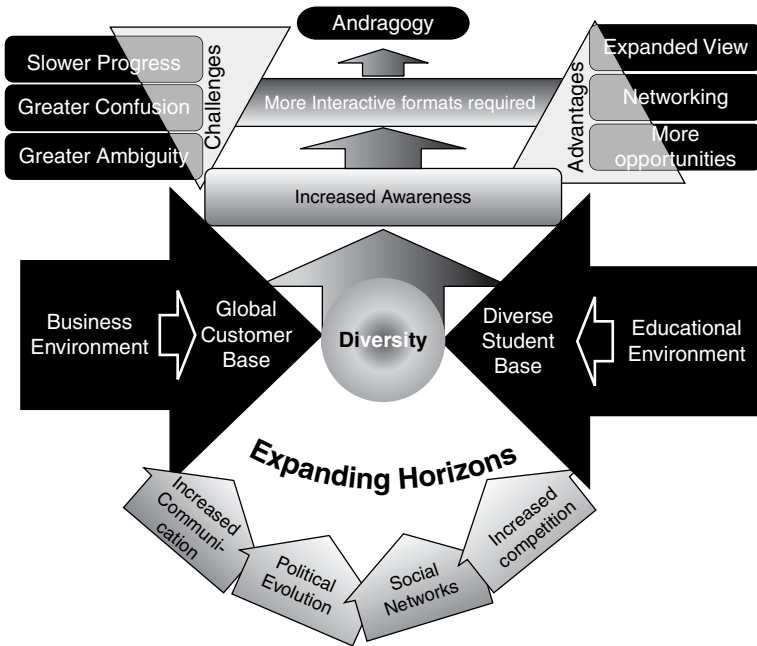 Andragogy
Slower Progress
Greater Confusion
Greater Ambiguity
Challenges
More Interactive formats required
Advantages
Expanded View
Networking
More
opportunities
Increased Awareness
Business
Environment
Global
Customer
Base
Diversity
Diverse
Student
Base
Educational
Environment
Expanding Horizons
Increased
Communi-
cation
Political
Evolution
Social
Networks
Increased
competition